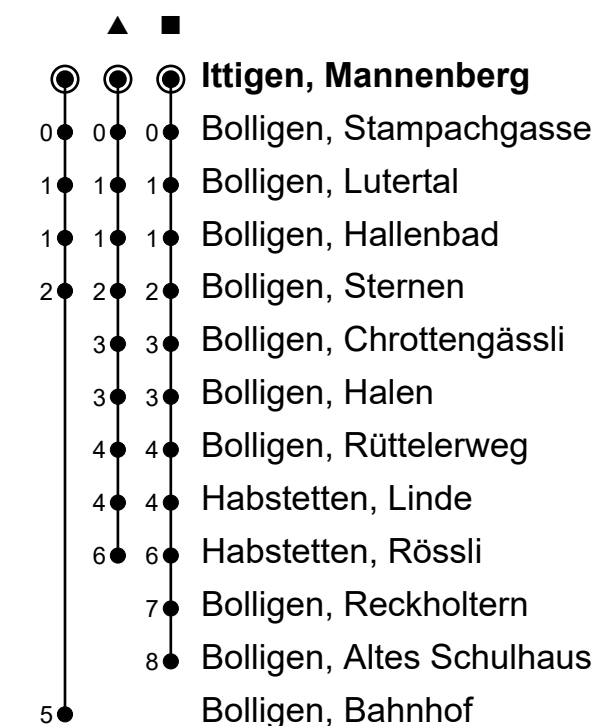 ▲ ■
Ittigen, Mannenberg
0 0 0 Bolligen, Stampachgasse
1 1 1 Bolligen, Lutertal
1 1 1 Bolligen, Hallenbad
2 2 2 Bolligen, Sternen
3 3 Bolligen, Chrottengässli
3 3 Bolligen, Halen
4 4 Bolligen, Rüttelerweg
4 4 Habstetten, Linde
6 6 Habstetten, Rössli
7 Bolligen, Reckholtern
8 Bolligen, Altes Schulhaus
5 Bolligen, Bahnhof